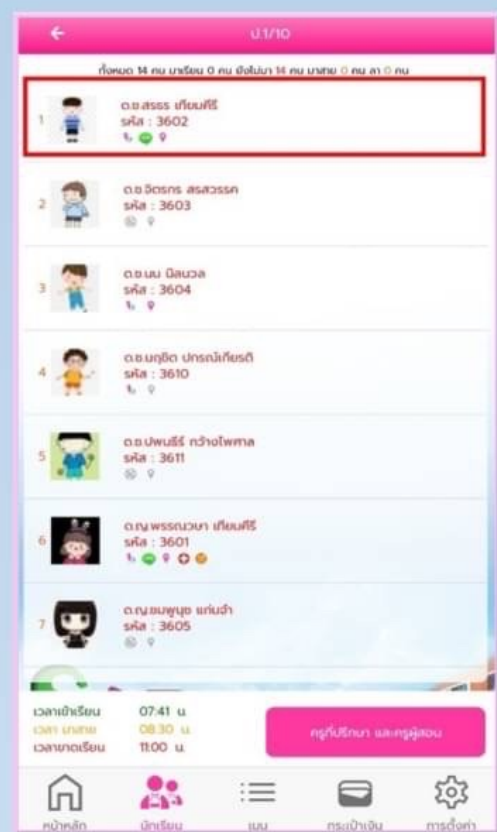 ป.1/10
ทั้งหมด 14 คน มาเรียน 0 คน ยังไม่มา 14 คน มาสาย 0 คน ลา 0 คน
1
ด.ช.สรธร เทียมคีรี
รหัส : 3602
2
ด.ช.จิตรกร สรสวรรค
รหัส : 3603
3
ด.ช.นน นิลนวล
รหัส : 3604
4
ด.ช.นฤชิต ปกรณ์เกียรติ
รหัส : 3610
5
ด.ช.ปพนธีร์ กว้างไพศาล
รหัส : 3611
6
ด.ญ.พรรณวษา เทียมคีรี
รหัส : 3601
7
ด.ญ.ชมพูนุช แก่นจำ
รหัส : 3605
เวลาเข้าเรียน 07:41 น.
เวลา มาสาย 08:30 น.
เวลาขาดเรียน 11:00 น.
ครูที่ปรึกษา และครูผู้สอน
หน้าหลัก
นักเรียน
เมนู
กระเป๋าเงิน
การตั้งค่า